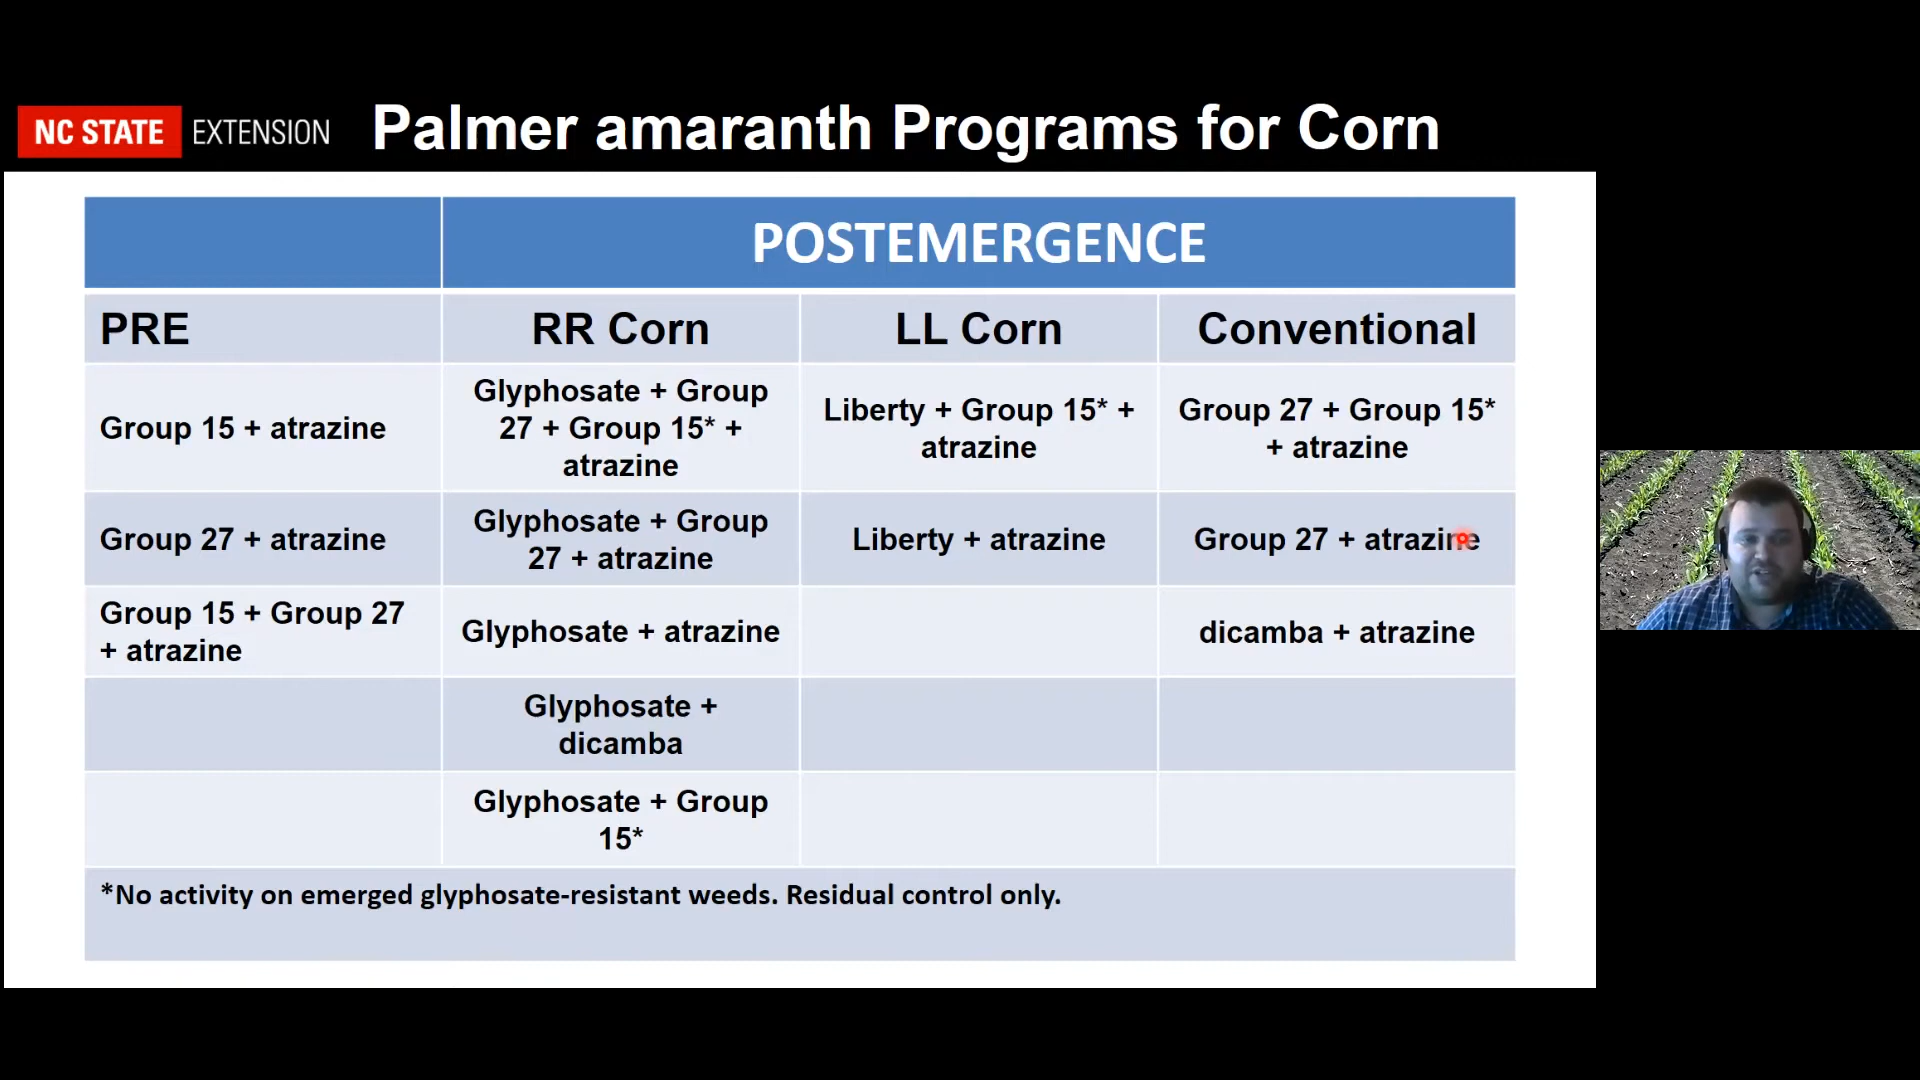 NC STATE EXTENSION
Palmer amaranth Programs for Corn
POSTEMERGENCE
PRE
RR Corn
LL Corn
Conventional
Group 15 + atrazine
Glyphosate + Group
27 + Group 15* +
atrazine
Liberty + Group 15* +
atrazine
Group 27 + Group 15*
+ atrazine
Group 27 + atrazine
Glyphosate + Group
27 + atrazine
Liberty + atrazine
Group 27 + atrazine
Group 15 + Group 27
+ atrazine
Glyphosate + atrazine
dicamba + atrazine
Glyphosate +
dicamba
Glyphosate + Group
15*
*No activity on emerged glyphosate-resistant weeds. Residual control only.